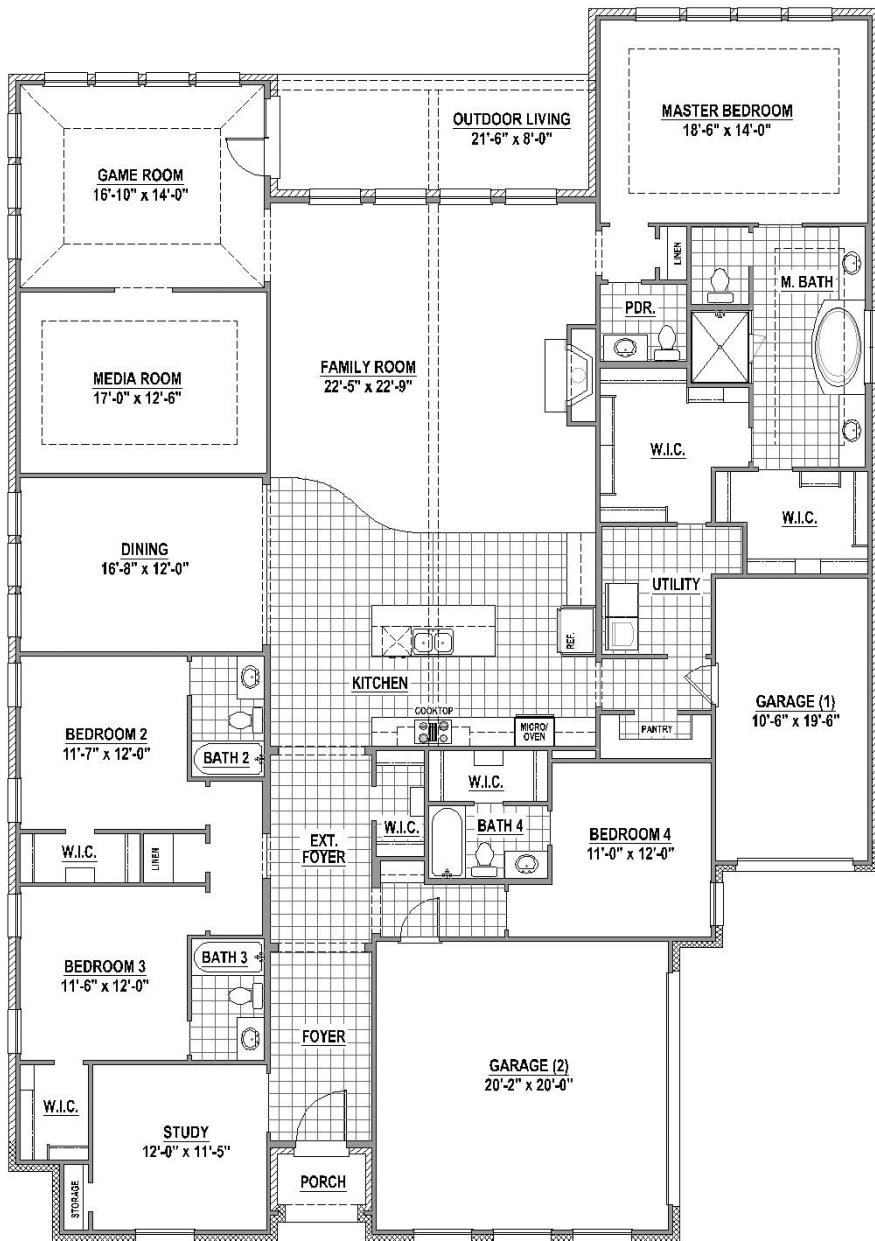 MASTER BEDROOM
18'-6" x 14'-0"
OUTDOOR LIVING
21'-6" x 8'-0"
GAME ROOM
16'-10" x 14'-0"
LINEN
M. BATH
PDR.
FAMILY ROOM
22'-5" x 22'-9"
MEDIA ROOM
17'-0" x 12'-6"
W.I.C.
W.I.C.
DINING
16'-8" x 12'-0"
UTILITY
REF.
KITCHEN
GARAGE (1)
10'-6" x 19'-6"
COOKTOP
MICRO/
OVEN
PANTRY
BEDROOM 2
11'-7" x 12'-0"
BATH 2
W.I.C.
W.I.C.
BATH 4
BEDROOM 4
11'-0" x 12'-0"
EXT.
FOYER
W.I.C.
LINEN
BEDROOM 3
11'-6" x 12'-0"
BATH 3
FOYER
GARAGE (2)
20'-2" x 20'-0"
W.I.C.
STUDY
12'-0" x 11'-5"
STORAGE
PORCH